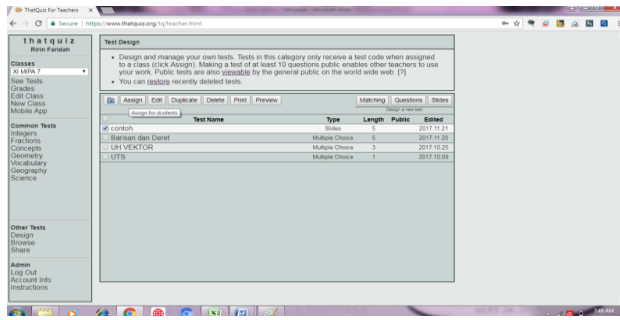 ThatQuiz For Teachers
Secure https://www.thatquiz.org/tq/teacher.html
thatquiz
Ririn Faridah
Classes
XI MIPA 7
See Tests
Grades
Edit Class
New Class
Mobile App
Common Tests
Integers
Fractions
Concepts
Geometry
Vocabulary
Geography
Science
Other Tests
Design
Browse
Share
Admin
Log Out
Account Info
Instructions
Test Design
Design and manage your own tests. Tests in this category only receive a test code when assigned
to a class (click Assign). Making a test of at least 10 questions public enables other teachers to use
your work. Public tests are also viewable by the general public on the world wide web. [?]
You can restore recently deleted tests.
Assign Edit Duplicate Delete Print Preview Matching Questions Slides
Assign for students Design a new test
Test Name Type Length Public Edited
contoh Slides 5 2017.11.21
Barisan dan Deret Multiple Choice 5 2017.11.20
UH VEKTOR Multiple Choice 3 2017.10.25
UTS Multiple Choice 1 2017.10.09
7:48 AM